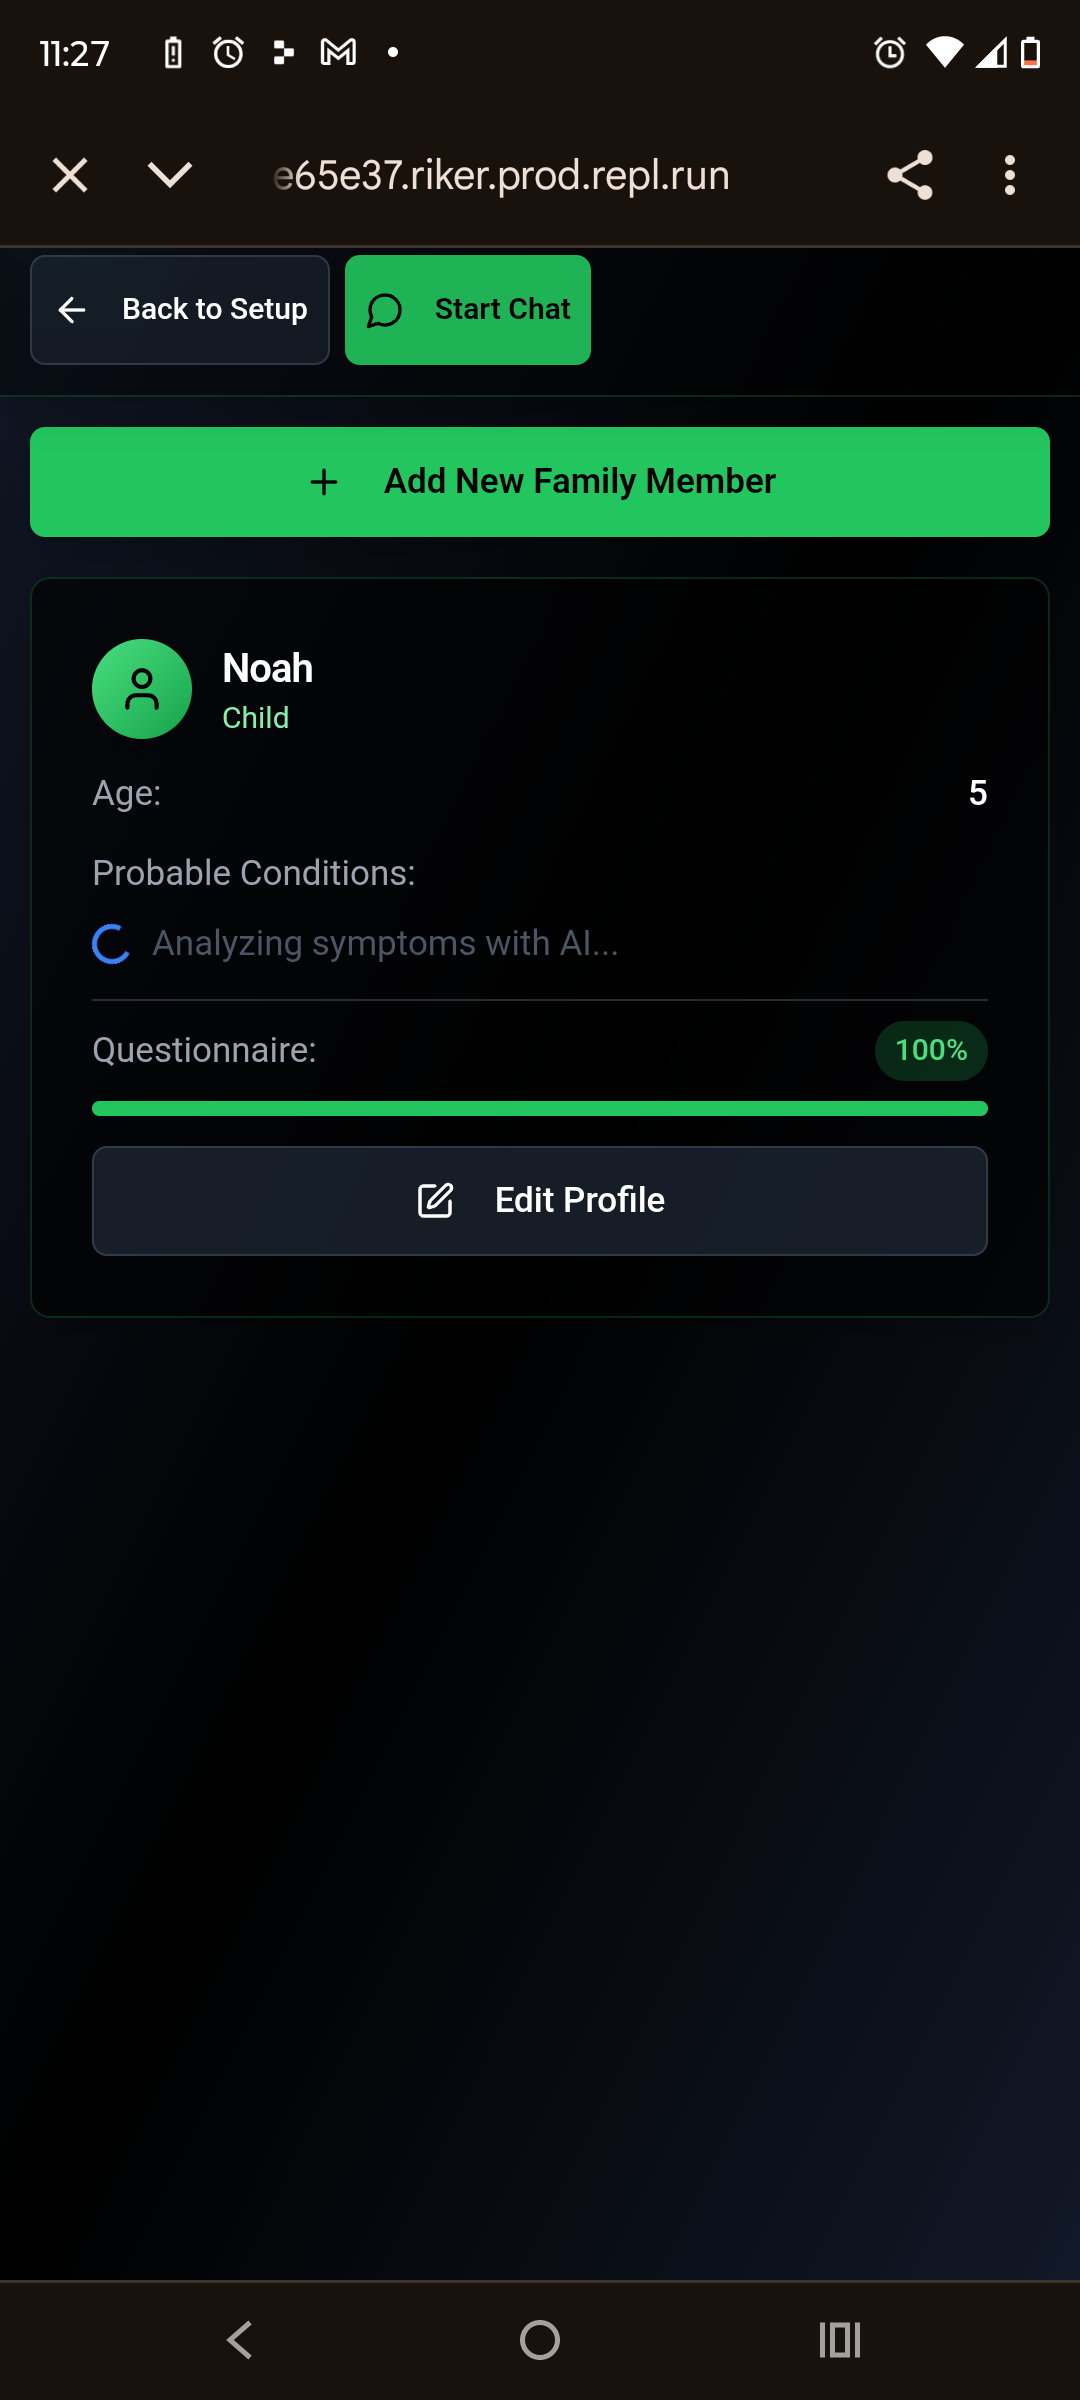 11:27
e65e37.riker.prod.repl.run
Back to Setup
Start Chat
Add New Family Member
Noah
Child
Age:
5
Probable Conditions:
Analyzing symptoms with AI...
Questionnaire:
100%
Edit Profile